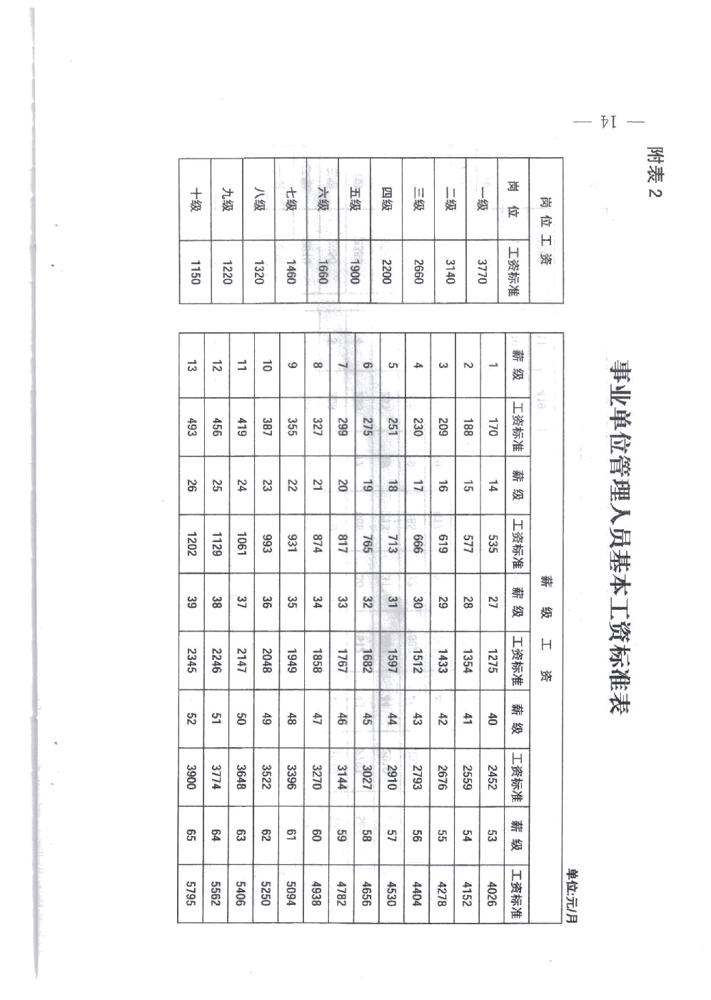 附表2
事业单位管理人员基本工资标准表
单位:元/月
岗位工资 薪级工资
岗位 工资标准 薪级 工资标准 薪级 工资标准 薪级 工资标准 薪级 工资标准 薪级 工资标准
一级 3770
二级 3140
三级 2660
四级 2200
五级 1900
六级 1660
七级 1460
八级 1320
九级 1220
十级 1150
1 170 14 535 27 1275 40 2452 53 4026
2 188 15 577 28 1354 41 2559 54 4152
3 209 16 619 29 1433 42 2676 55 4278
4 230 17 666 30 1512 43 2793 56 4404
5 251 18 713 31 1597 44 2910 57 4530
6 275 19 765 32 1682 45 3027 58 4656
7 299 20 817 33 1767 46 3144 59 4782
8 327 21 874 34 1858 47 3270 60 4938
9 355 22 931 35 1949 48 3396 61 5094
10 387 23 993 36 2048 49 3522 62 5250
11 419 24 1061 37 2147 50 3648 63 5406
12 456 25 1129 38 2246 51 3774 64 5562
13 493 26 1202 39 2345 52 3900 65 5795
— 14 —